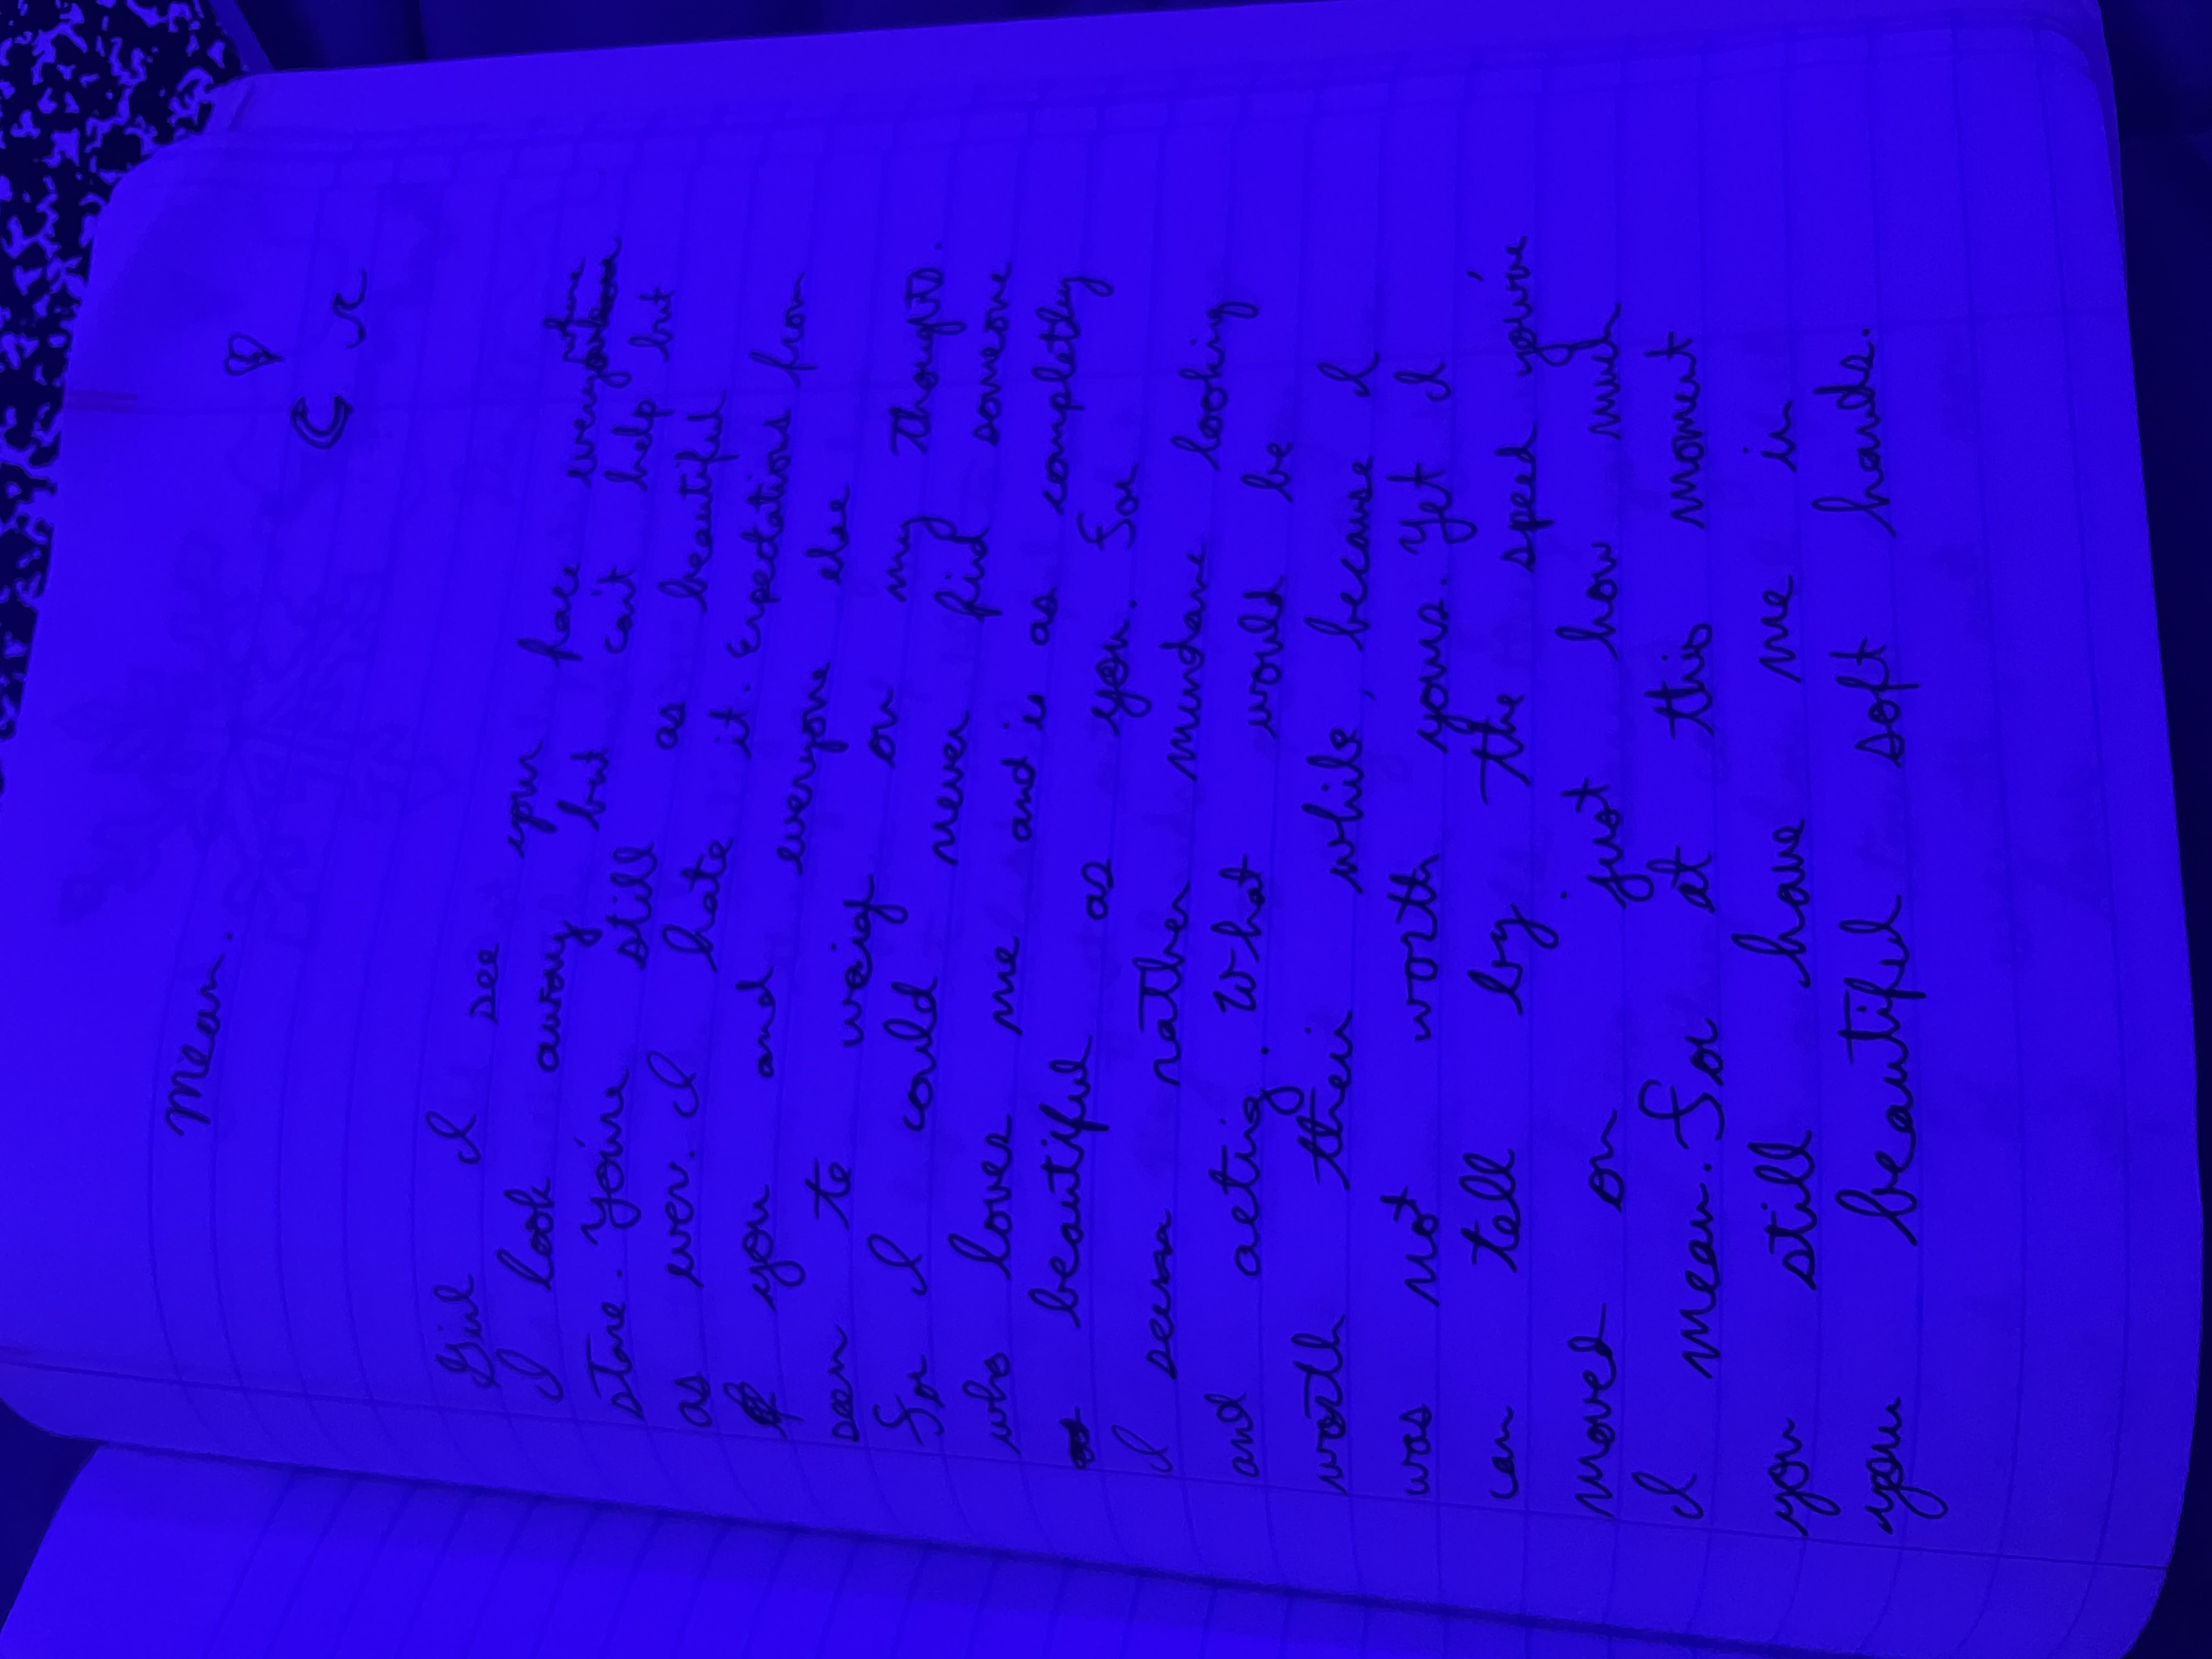 Mean.
Girl I see your face everywhere
I look away but can't help but
stare. You're still as beautiful
as ever. I hate it. Expectations from
you and everyone else
seem to weigh on my thoughts.
For I could never find someone
who loves me and is as completley
beautiful as you. For
I seem rather mundane looking
and acting. What would be
worth their while, because I
was not worth yours. Yet I
can tell by the speed you've
moved on just how much
I mean. For at this moment
you still have me in
your beautiful soft hands.